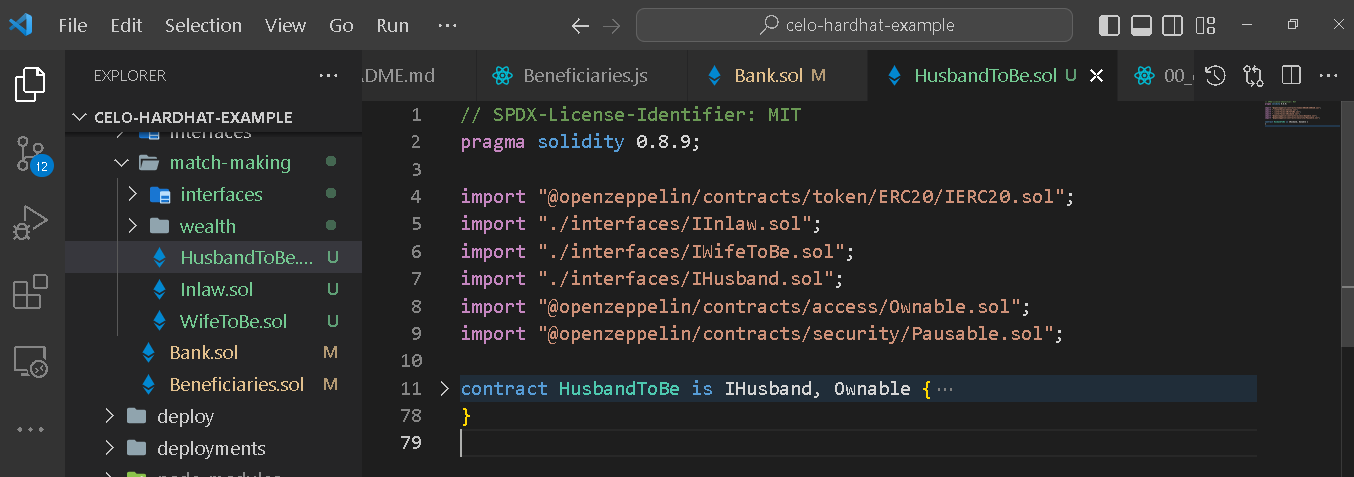 File Edit Selection View Go Run ··· celo-hardhat-example
EXPLORER ···
DME.md Beneficiaries.js Bank.sol M HusbandToBe.sol U 00_
CELO-HARDHAT-EXAMPLE
interfaces
match-making
interfaces
wealth
HusbandToBe.... U
Inlaw.sol U
WifeToBe.sol U
Bank.sol M
Beneficiaries.sol M
deploy
deployments
12
1 // SPDX-License-Identifier: MIT
2 pragma solidity 0.8.9;
3
4 import "@openzeppelin/contracts/token/ERC20/IERC20.sol";
5 import "./interfaces/IInlaw.sol";
6 import "./interfaces/IWifeToBe.sol";
7 import "./interfaces/IHusband.sol";
8 import "@openzeppelin/contracts/access/Ownable.sol";
9 import "@openzeppelin/contracts/security/Pausable.sol";
10
11 contract HusbandToBe is IHusband, Ownable {···
78 }
79